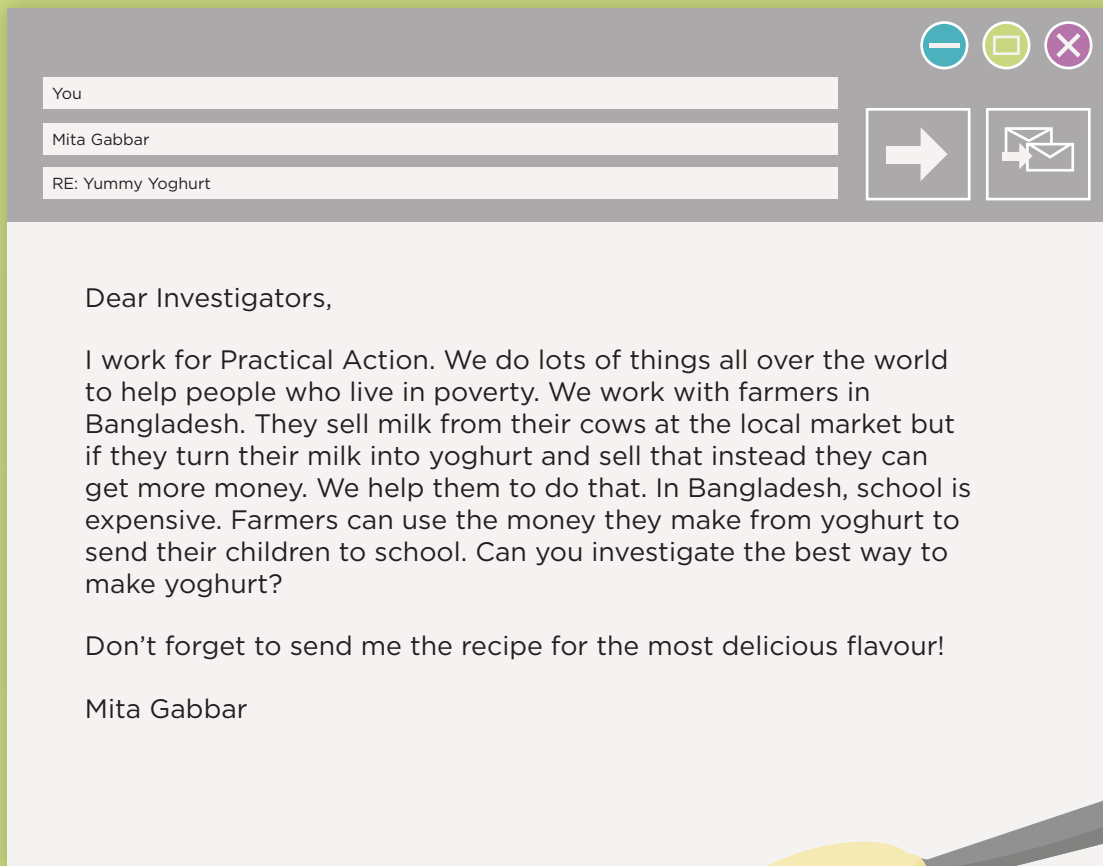 You
Mita Gabbar
RE: Yummy Yoghurt
Dear Investigators,
I work for Practical Action. We do lots of things all over the world
to help people who live in poverty. We work with farmers in
Bangladesh. They sell milk from their cows at the local market but
if they turn their milk into yoghurt and sell that instead they can
get more money. We help them to do that. In Bangladesh, school is
expensive. Farmers can use the money they make from yoghurt to
send their children to school. Can you investigate the best way to
make yoghurt?
Don’t forget to send me the recipe for the most delicious flavour!
Mita Gabbar